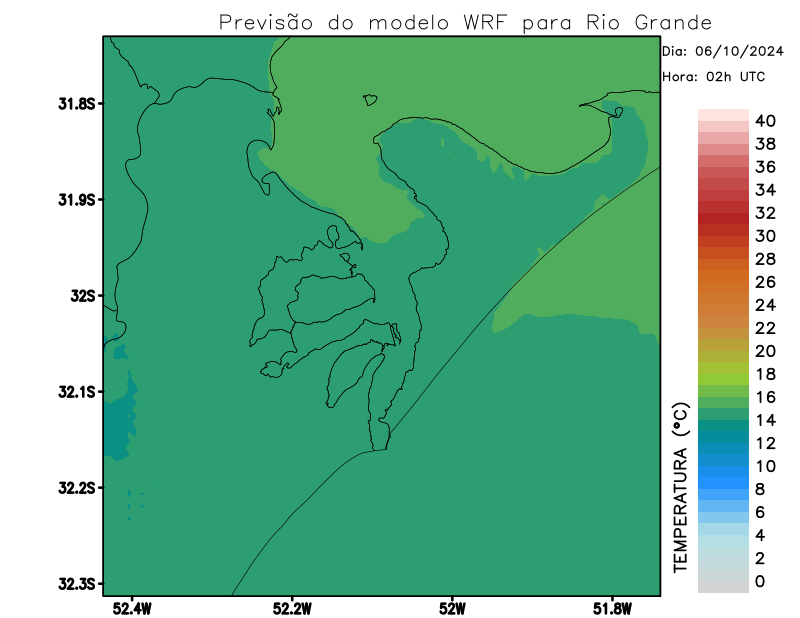 Previsão do modelo WRF para Rio Grande
Dia: 06/10/2024
Hora: 02h UTC
31.8S
31.9S
32S
32.1S
32.2S
32.3S
52.4W
52.2W
52W
51.8W
TEMPERATURA (°C)
40
38
36
34
32
30
28
26
24
22
20
18
16
14
12
10
8
6
4
2
0